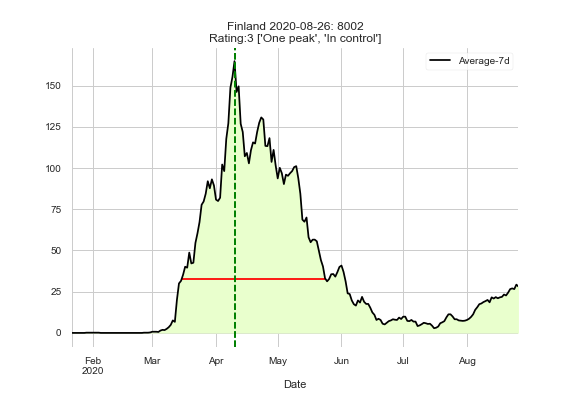 Finland 2020-08-26: 8002
Rating:3 ['One peak', 'In control']
Average-7d
150
125
100
75
50
25
0
Feb
2020
Mar
Apr
May
Jun
Jul
Aug
Date